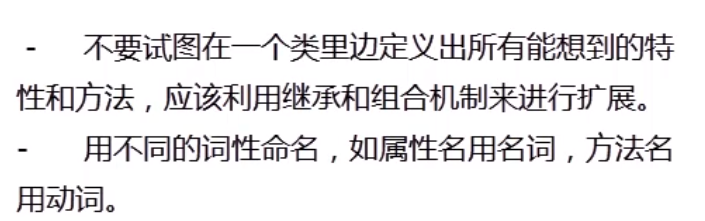 - 不要试图在一个类里边定义出所有能想到的特
性和方法，应该利用继承和组合机制来进行扩展。
- 用不同的词性命名，如属性名用名词，方法名
用动词。